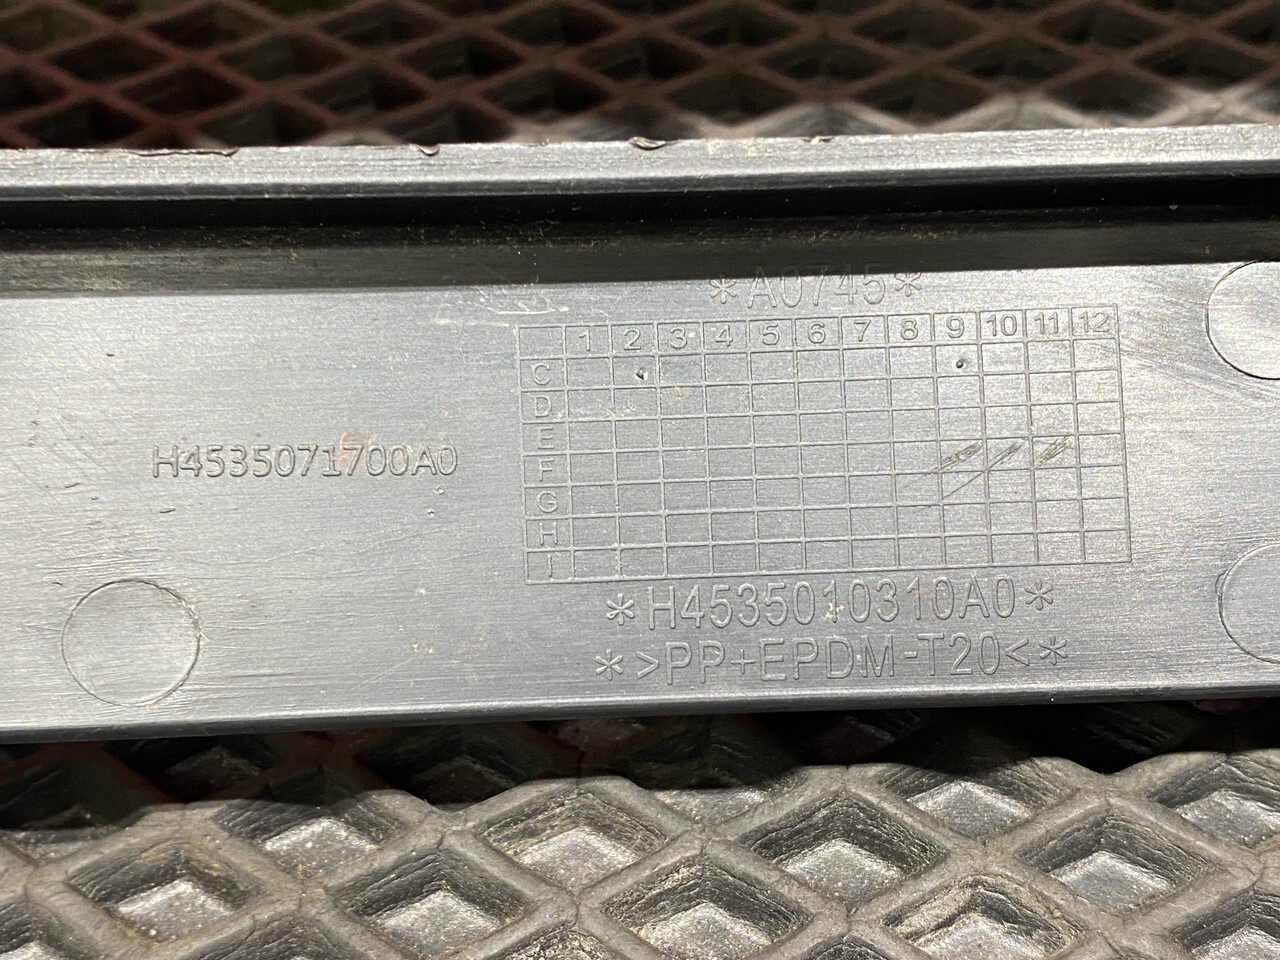 *A0745*
1 2 3 4 5 6 7 8 9 10 11 12
C
D
E
F
G
H
I
H4535071700A0
*H4535010310A0*
*>PP+EPDM-T20<*